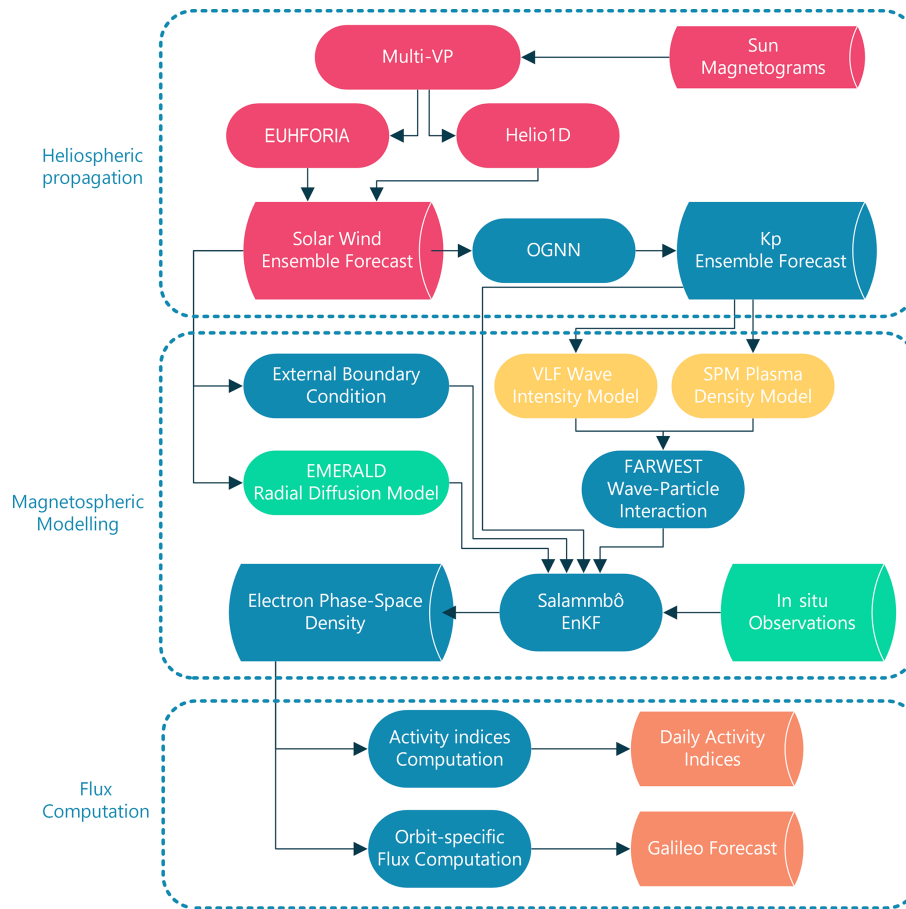 Multi-VP
Sun
Magnetograms
EUHFORIA
Helio1D
Heliospheric
propagation
Solar Wind
Ensemble Forecast
OGNN
Kp
Ensemble Forecast
External Boundary
Condition
VLF Wave
Intensity Model
SPM Plasma
Density Model
EMERALD
Radial Diffusion Model
FARWEST
Wave-Particle
Interaction
Magnetospheric
Modelling
Electron Phase-Space
Density
Salammbô
EnKF
In situ
Observations
Activity indices
Computation
Daily Activity
Indices
Flux
Computation
Orbit-specific
Flux Computation
Galileo Forecast